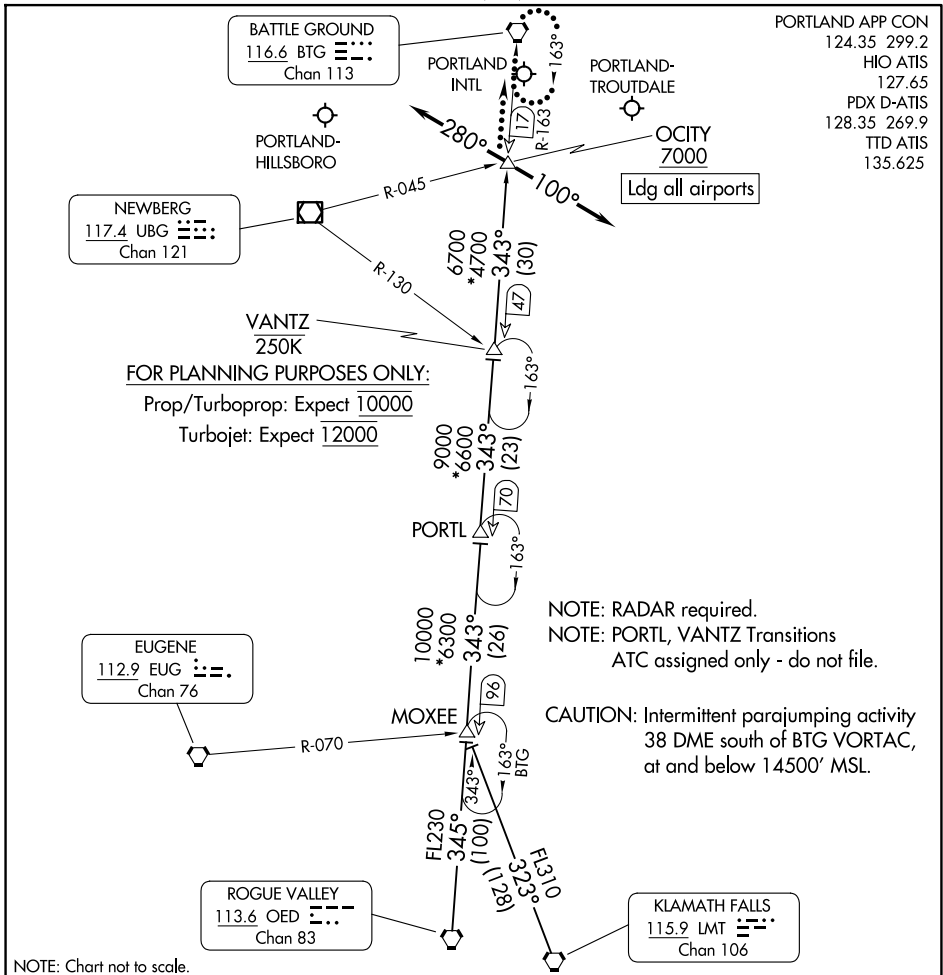 BATTLE GROUND
116.6 BTG
Chan 113
163°
PORTLAND
INTL
PORTLAND-
TROUTDALE
PORTLAND APP CON
124.35 299.2
HIO ATIS
127.65
PDX D-ATIS
128.35 269.9
TTD ATIS
135.625
PORTLAND-
HILLSBORO
280°
17
R-163
OCITY
7000
Ldg all airports
100°
NEWBERG
117.4 UBG
Chan 121
R-045
R-130
6700
*4700
343°
(30)
47
VANTZ
250K
163°
FOR PLANNING PURPOSES ONLY:
Prop/Turboprop: Expect 10000
Turbojet: Expect 12000
9000
*6600
343°
(23)
70
PORTL
163°
NOTE: RADAR required.
NOTE: PORTL, VANTZ Transitions
ATC assigned only - do not file.
10000
*6300
343°
(26)
96
EUGENE
112.9 EUG
Chan 76
MOXEE
CAUTION: Intermittent parajumping activity
38 DME south of BTG VORTAC,
at and below 14500' MSL.
R-070
343°
163°
BTG
FL230
345°
(100)
FL310
323°
(128)
ROGUE VALLEY
113.6 OED
Chan 83
KLAMATH FALLS
115.9 LMT
Chan 106
NOTE: Chart not to scale.